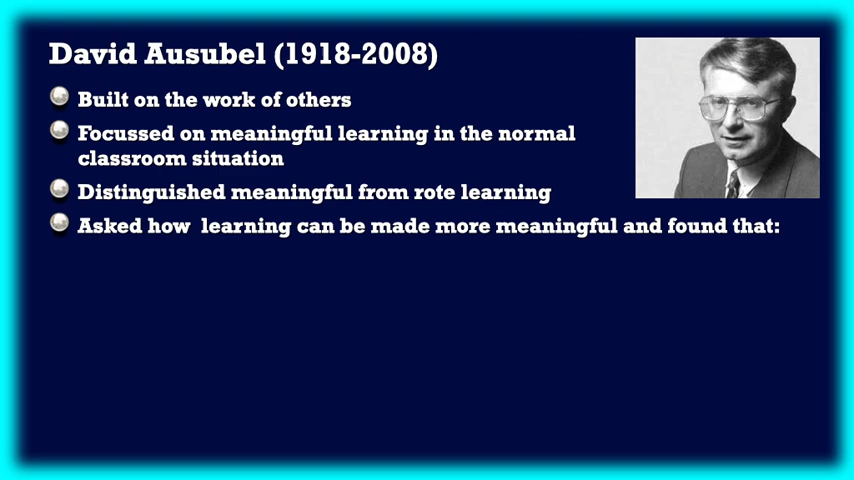 David Ausubel (1918-2008)
Built on the work of others
Focussed on meaningful learning in the normal
classroom situation
Distinguished meaningful from rote learning
Asked how  learning can be made more meaningful and found that: